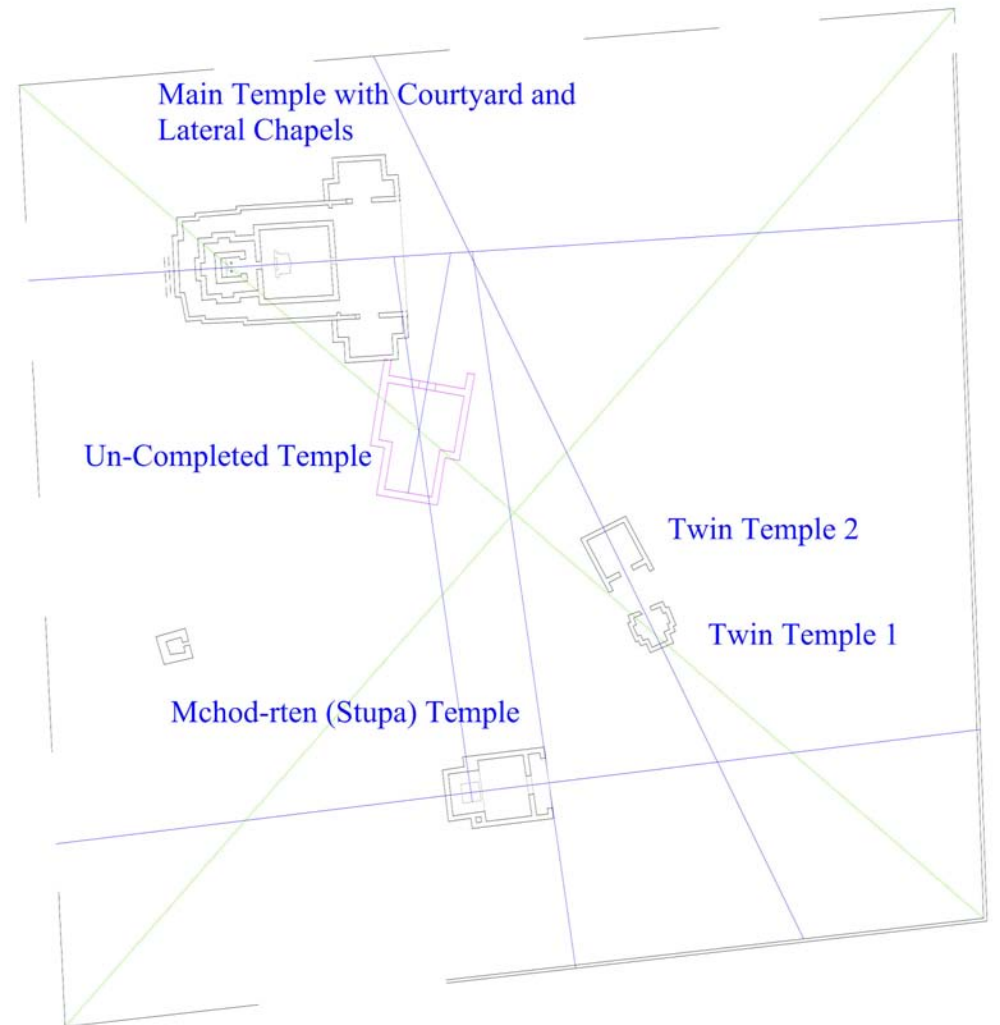 Main Temple with Courtyard and
Lateral Chapels
Un-Completed Temple
Twin Temple 2
Twin Temple 1
Mchod-rten (Stupa) Temple